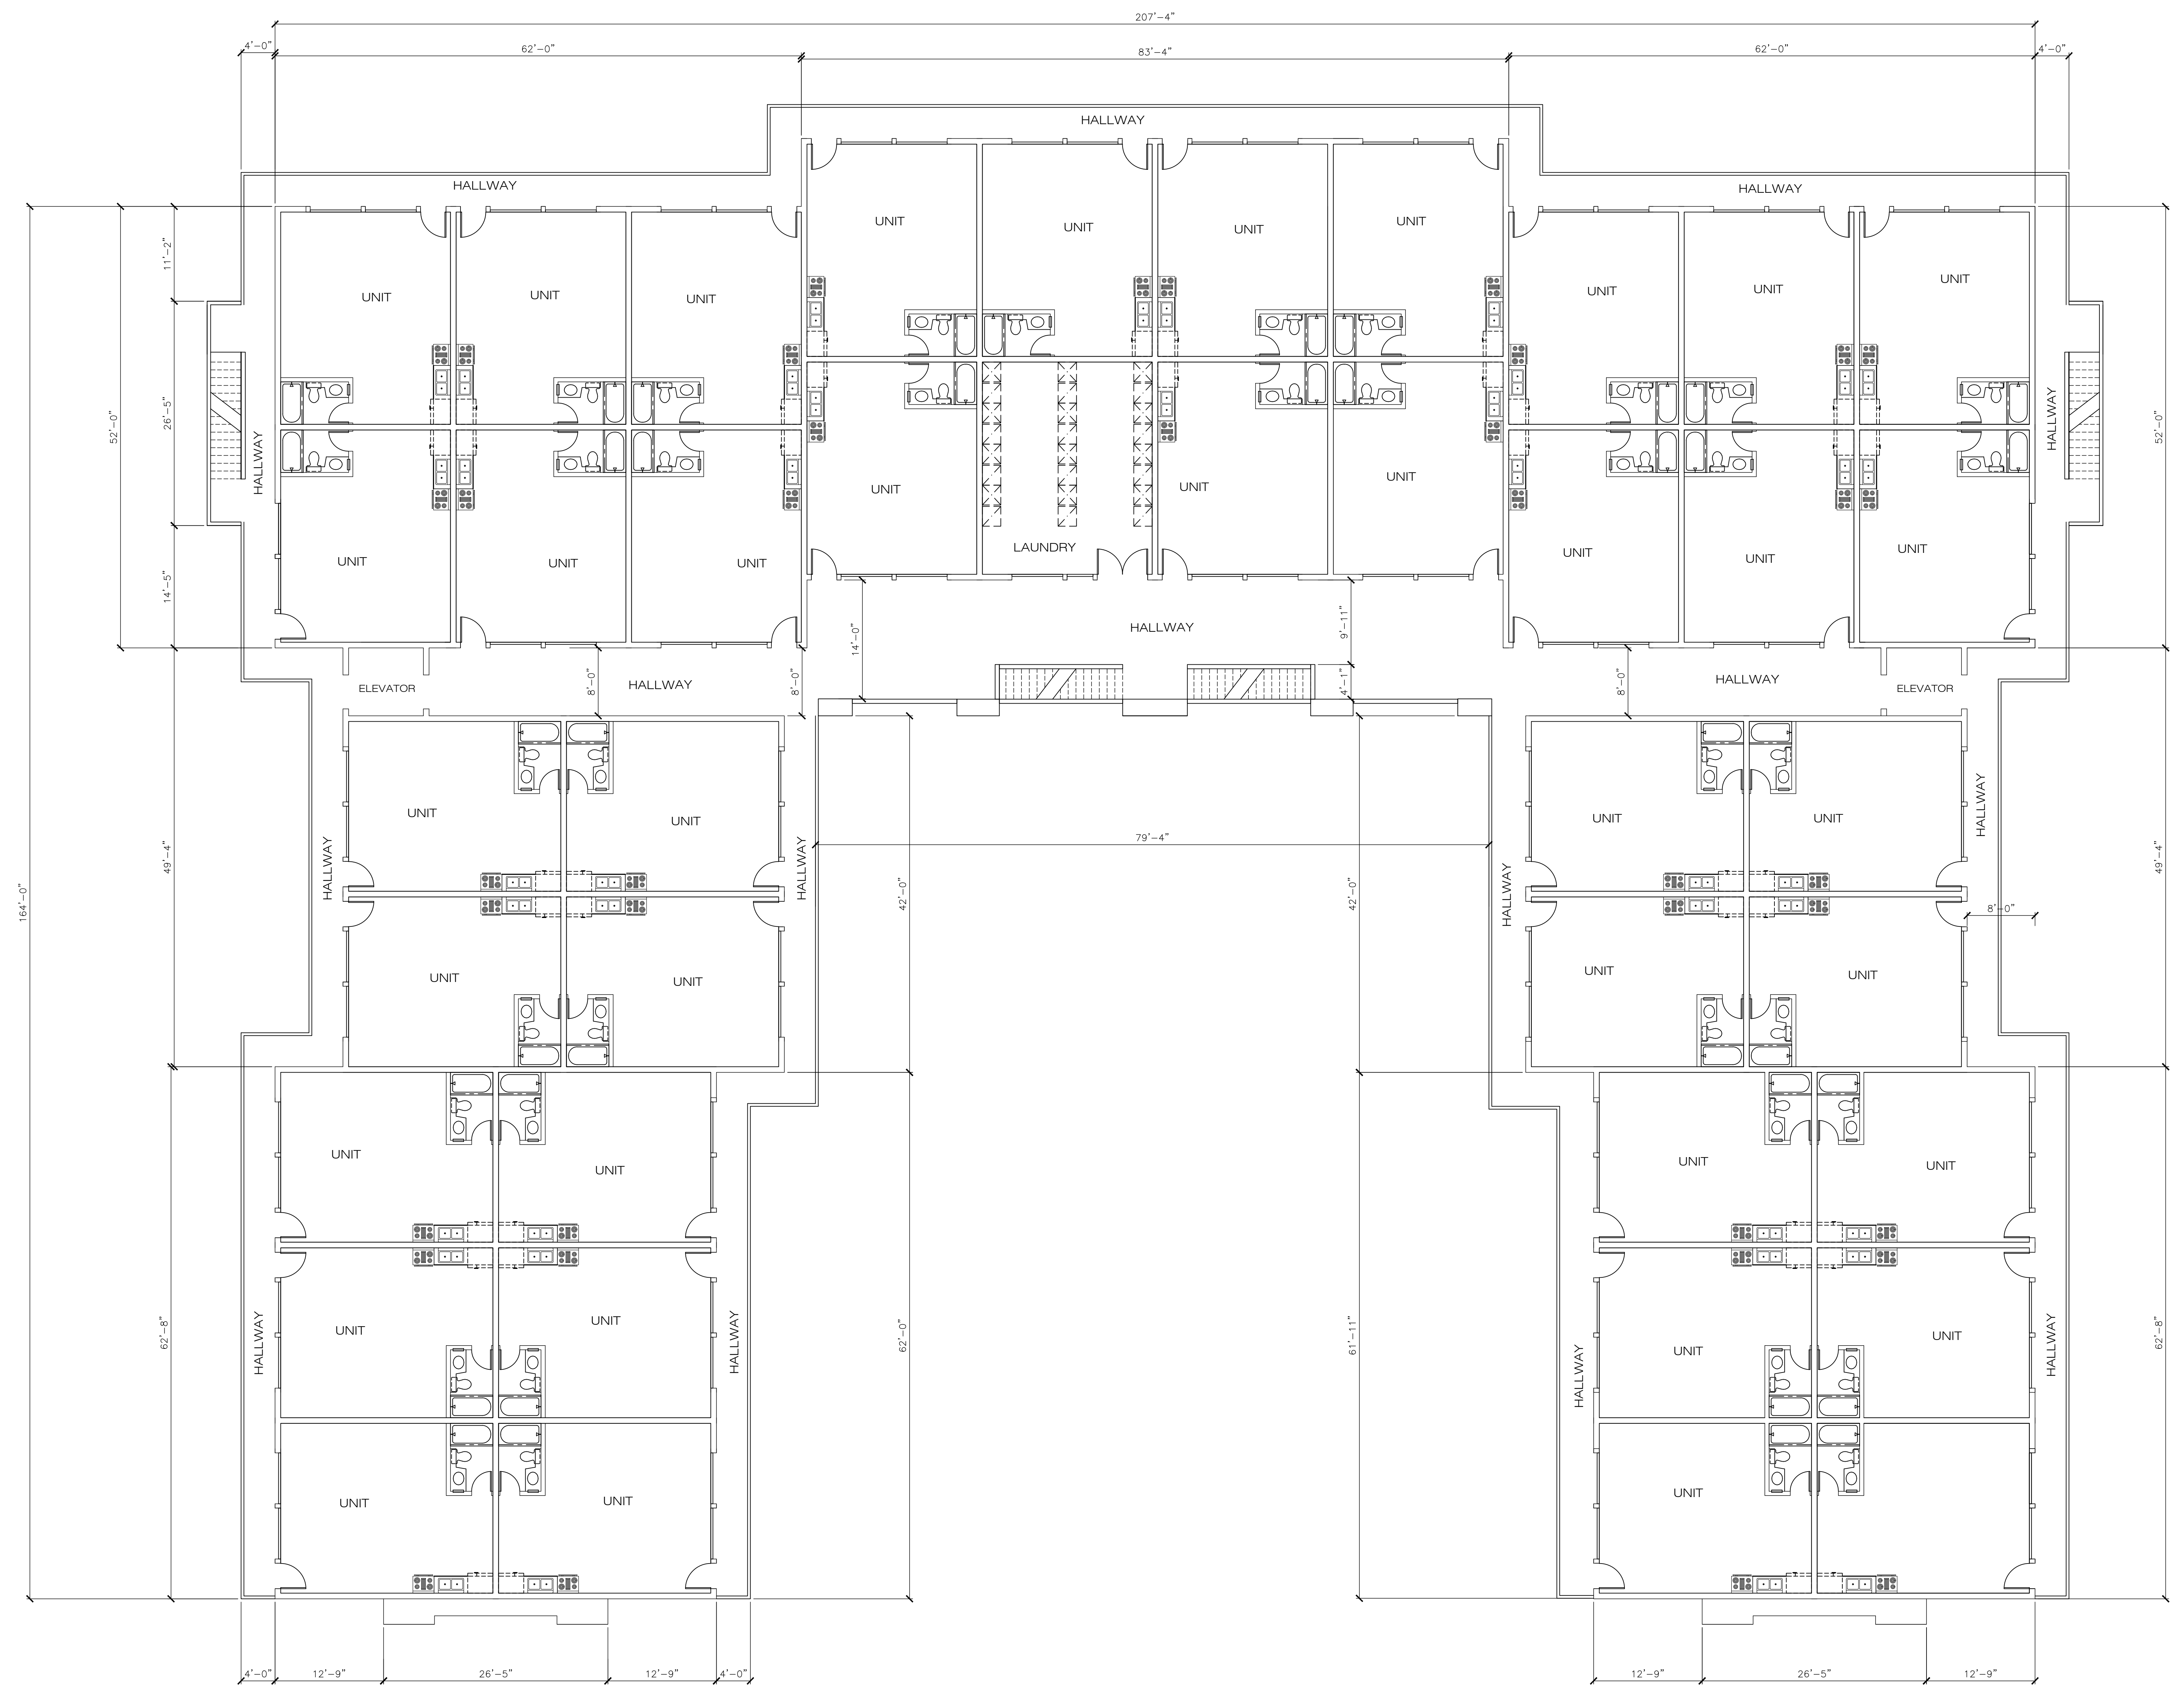 207'-4"
4'-0" 62'-0" 83'-4" 62'-0" 4'-0"
HALLWAY
HALLWAY HALLWAY
UNIT UNIT UNIT UNIT
11'-2"
UNIT UNIT UNIT UNIT UNIT UNIT
52'-0" 26'-5" HALLWAY HALLWAY 52'-0"
UNIT UNIT UNIT
LAUNDRY
14'-5" UNIT UNIT UNIT UNIT UNIT UNIT
14'-0" HALLWAY 9'-11"
ELEVATOR 8'-0" HALLWAY 8'-0" 4'-1" 8'-0" HALLWAY ELEVATOR
UNIT UNIT UNIT UNIT
79'-4"
164'-0" 49'-4" HALLWAY HALLWAY 42'-0" 42'-0" HALLWAY HALLWAY 49'-4"
8'-0"
UNIT UNIT UNIT UNIT
UNIT UNIT UNIT UNIT
62'-8" HALLWAY UNIT UNIT HALLWAY 62'-0" 61'-11" HALLWAY UNIT UNIT HALLWAY 62'-8"
UNIT UNIT UNIT
4'-0" 12'-9" 26'-5" 12'-9" 4'-0" 12'-9" 26'-5" 12'-9"